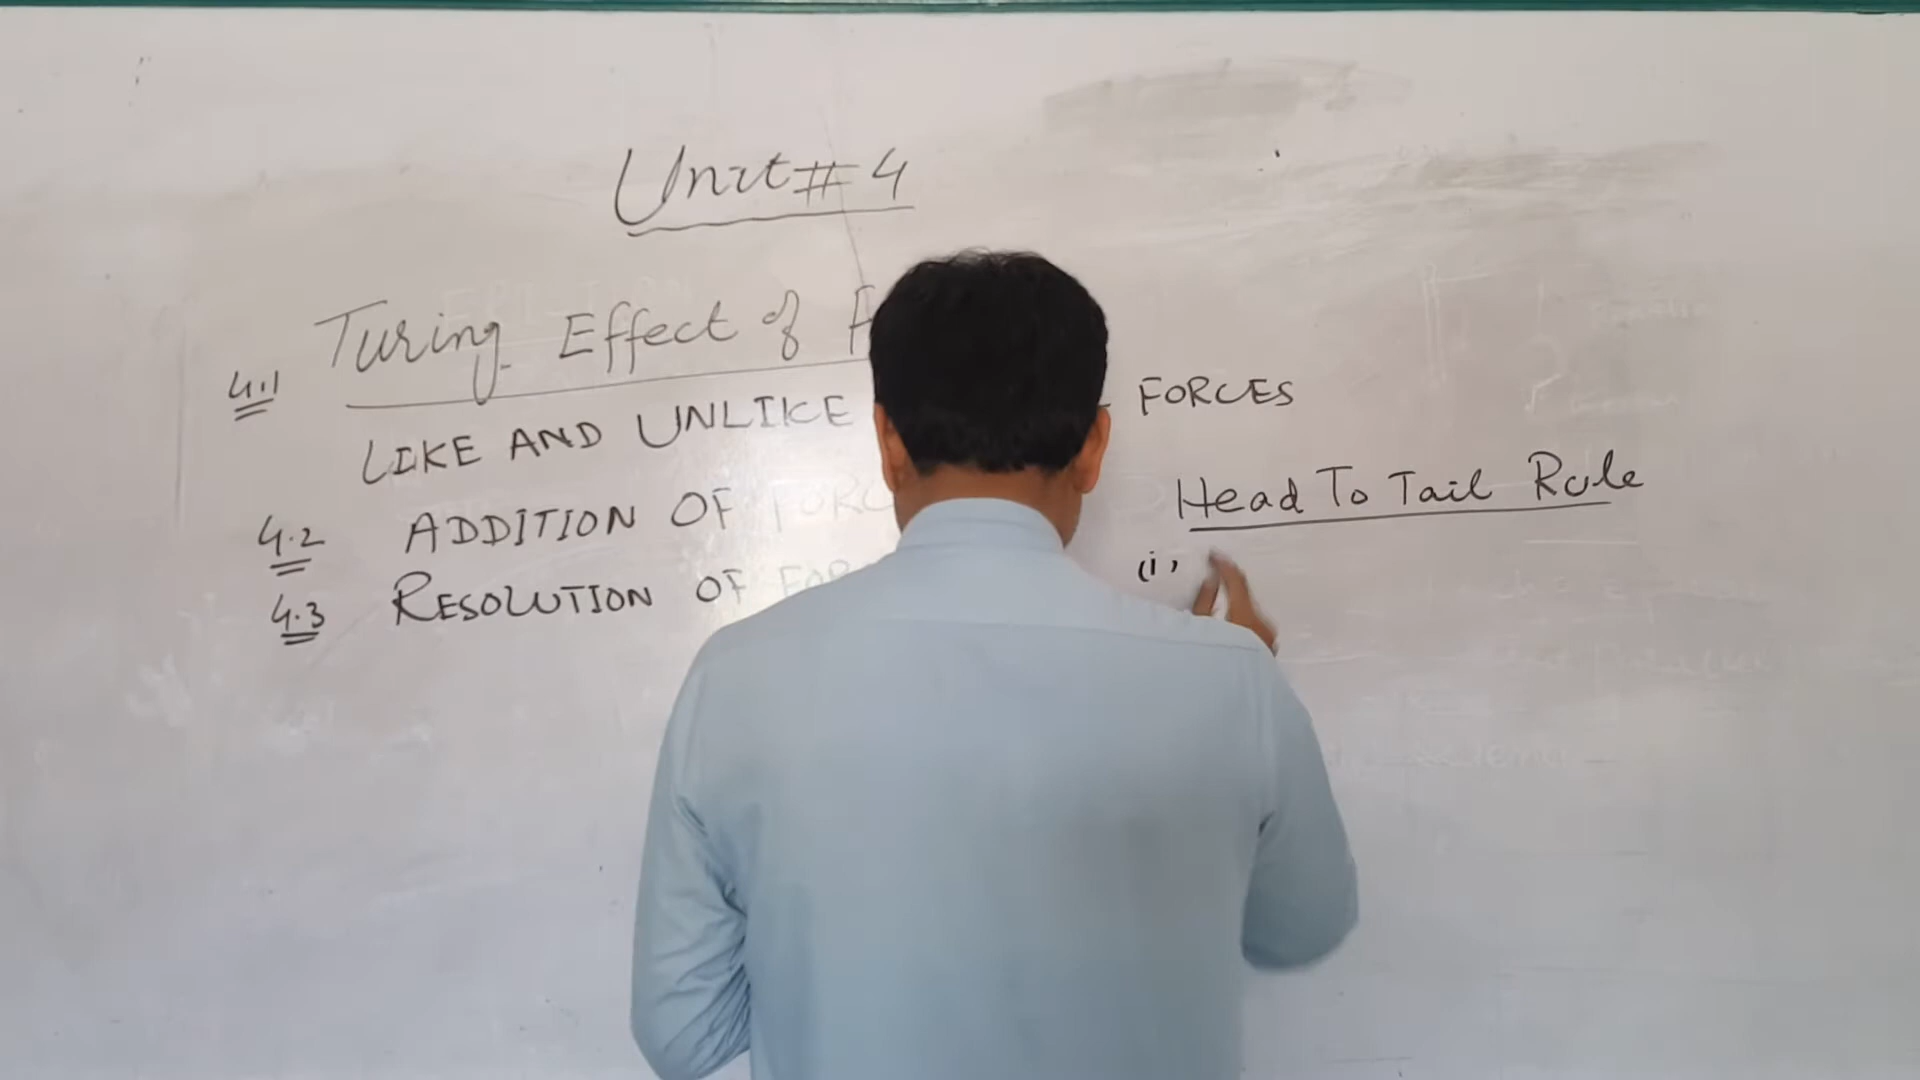 Unit # 4
Turing Effect of
4.1
LIKE AND UNLIKE FORCES
4.2 ADDITION OF FORC
4.3 RESOLUTION OF FOR
Head To Tail Rule
(i)